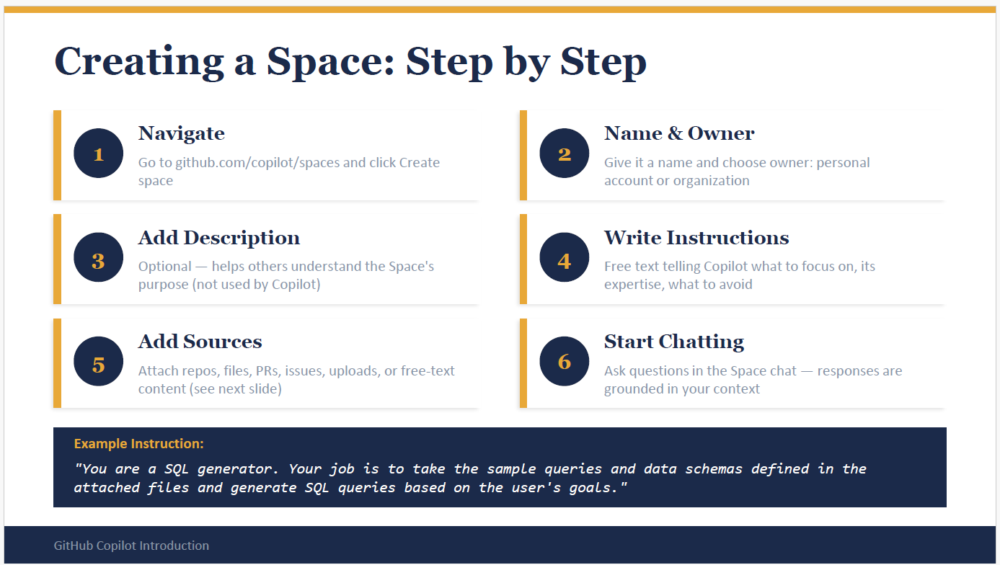 Creating a Space: Step by Step
1
Navigate
Go to github.com/copilot/spaces and click Create
space
2
Name & Owner
Give it a name and choose owner: personal
account or organization
3
Add Description
Optional — helps others understand the Space's
purpose (not used by Copilot)
4
Write Instructions
Free text telling Copilot what to focus on, its
expertise, what to avoid
5
Add Sources
Attach repos, files, PRs, issues, uploads, or free-text
content (see next slide)
6
Start Chatting
Ask questions in the Space chat — responses are
grounded in your context
Example Instruction:
"You are a SQL generator. Your job is to take the sample queries and data schemas defined in the
attached files and generate SQL queries based on the user's goals."
GitHub Copilot Introduction